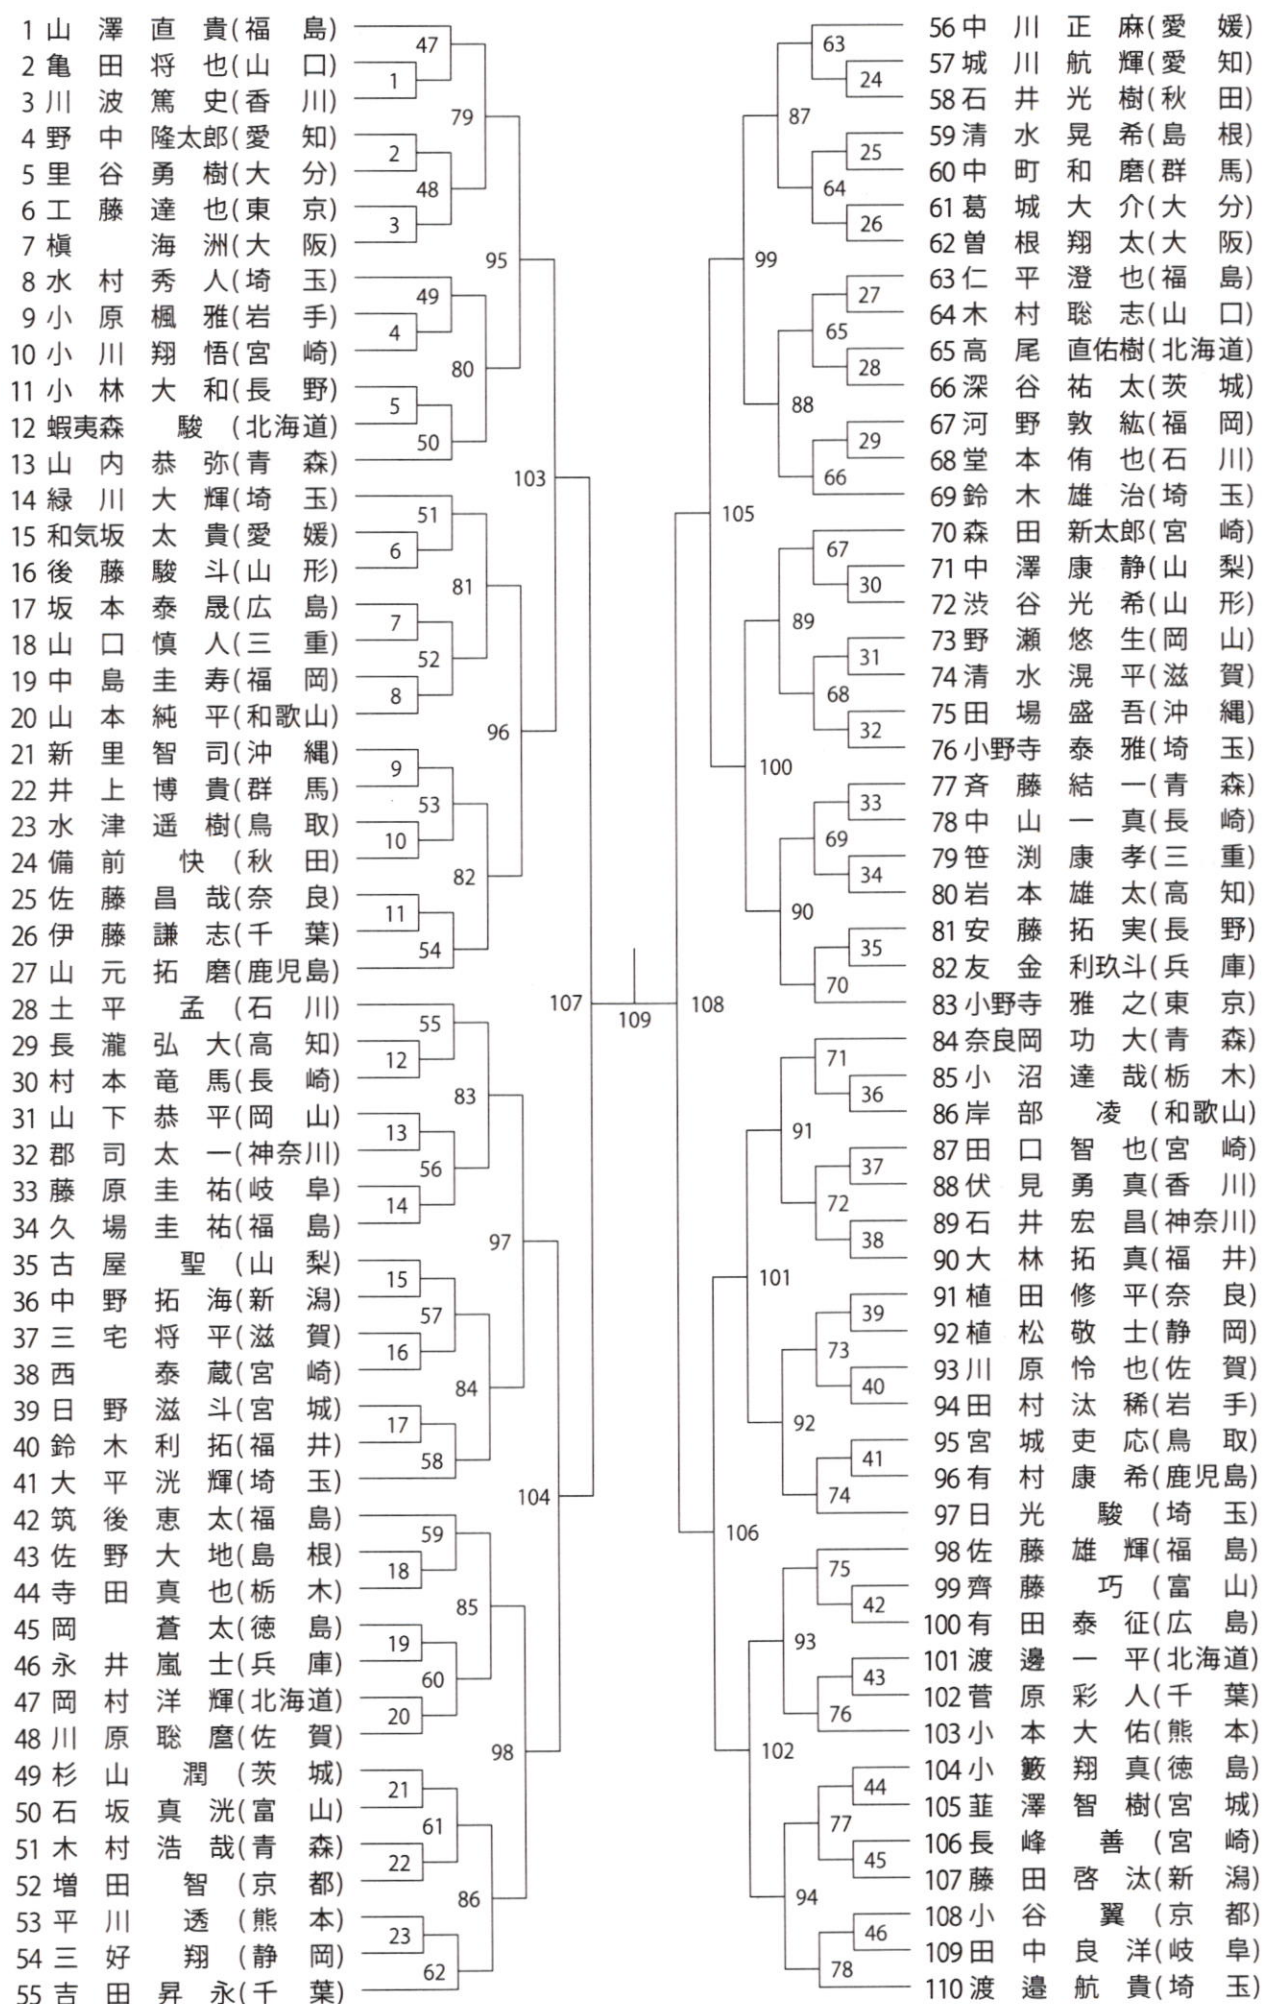 1 山澤直貴(福島)
2 亀田将也(山口)
3 川波篤史(香川)
4 野中隆太郎(愛知)
5 里谷勇樹(大分)
6 工藤達也(東京)
7 槇海洲(大阪)
8 水村秀人(埼玉)
9 小原楓雅(岩手)
10 小川翔悟(宮崎)
11 小林大和(長野)
12 蝦夷森駿(北海道)
13 山内恭弥(青森)
14 緑川大輝(埼玉)
15 和気坂太貴(愛媛)
16 後藤駿斗(山形)
17 坂本泰晟(広島)
18 山口慎人(三重)
19 中島圭寿(福岡)
20 山本純平(和歌山)
21 新里智司(沖縄)
22 井上博貴(群馬)
23 水津遥樹(鳥取)
24 備前快(秋田)
25 佐藤昌哉(奈良)
26 伊藤謙志(千葉)
27 山元拓磨(鹿児島)
28 土平孟(石川)
29 長瀧弘大(高知)
30 村本竜馬(長崎)
31 山下恭平(岡山)
32 郡司太一(神奈川)
33 藤原圭祐(岐阜)
34 久場圭祐(福島)
35 古屋聖(山梨)
36 中野拓海(新潟)
37 三宅将平(滋賀)
38 西泰蔵(宮崎)
39 日野滋斗(宮城)
40 鈴木利拓(福井)
41 大平洸輝(埼玉)
42 筑後恵太(福島)
43 佐野大地(島根)
44 寺田真也(栃木)
45 岡蒼太(徳島)
46 永井嵐士(兵庫)
47 岡村洋輝(北海道)
48 川原聡麿(佐賀)
49 杉山潤(茨城)
50 石坂真洸(富山)
51 木村浩哉(青森)
52 増田智(京都)
53 平川透(熊本)
54 三好翔(静岡)
55 吉田昇永(千葉)
47
1
79
2
48
3
95
49
4
80
5
50
103
51
6
81
7
52
8
96
9
53
10
82
11
54
107
55
12
83
13
56
14
97
15
57
16
84
17
58
104
59
18
85
19
60
20
98
21
61
22
86
23
62
109
108
63
24
87
25
64
26
99
27
65
28
88
29
66
105
67
30
89
31
68
32
100
33
69
34
90
35
70
71
36
91
37
72
38
101
39
73
40
92
41
74
106
75
42
93
43
76
102
44
77
45
94
46
78
56 中川正麻(愛媛)
57 城川航輝(愛知)
58 石井光樹(秋田)
59 清水晃希(島根)
60 中町和磨(群馬)
61 葛城大介(大分)
62 曽根翔太(大阪)
63 仁平澄也(福島)
64 木村聡志(山口)
65 高尾直佑樹(北海道)
66 深谷祐太(茨城)
67 河野敦紘(福岡)
68 堂本侑也(石川)
69 鈴木雄治(埼玉)
70 森田新太郎(宮崎)
71 中澤康静(山梨)
72 渋谷光希(山形)
73 野瀬悠生(岡山)
74 清水滉平(滋賀)
75 田場盛吾(沖縄)
76 小野寺泰雅(埼玉)
77 斉藤結一(青森)
78 中山一真(長崎)
79 笹渕康孝(三重)
80 岩本雄太(高知)
81 安藤拓実(長野)
82 友金利玖斗(兵庫)
83 小野寺雅之(東京)
84 奈良岡功大(青森)
85 小沼達哉(栃木)
86 岸部凌(和歌山)
87 田口智也(宮崎)
88 伏見勇真(香川)
89 石井宏昌(神奈川)
90 大林拓真(福井)
91 植田修平(奈良)
92 植松敬士(静岡)
93 川原怜也(佐賀)
94 田村汰稀(岩手)
95 宮城吏応(鳥取)
96 有村康希(鹿児島)
97 日光駿(埼玉)
98 佐藤雄輝(福島)
99 齊藤巧(富山)
100 有田泰征(広島)
101 渡邊一平(北海道)
102 菅原彩人(千葉)
103 小本大佑(熊本)
104 小籔翔真(徳島)
105 韮澤智樹(宮城)
106 長峰善(宮崎)
107 藤田啓汰(新潟)
108 小谷翼(京都)
109 田中良洋(岐阜)
110 渡邉航貴(埼玉)